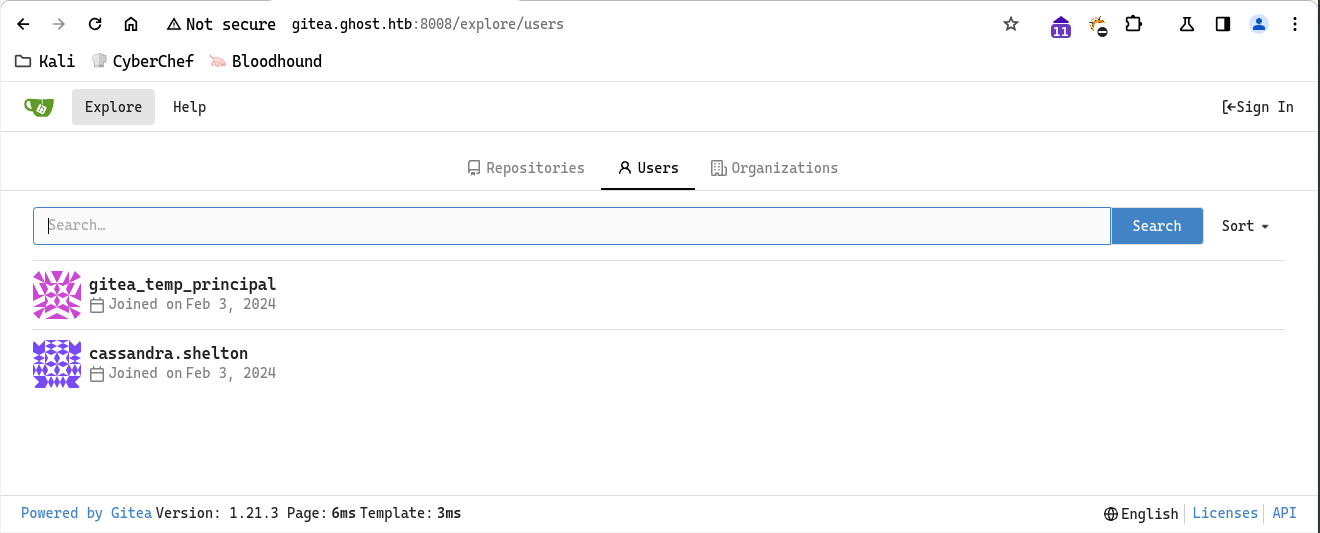 Not secure gitea.ghost.htb:8008/explore/users 11
Kali CyberChef Bloodhound
Explore Help Sign In
Repositories Users Organizations
Search… Search Sort
gitea_temp_principal
Joined on Feb 3, 2024
cassandra.shelton
Joined on Feb 3, 2024
Powered by Gitea Version: 1.21.3 Page: 6ms Template: 3ms English Licenses API